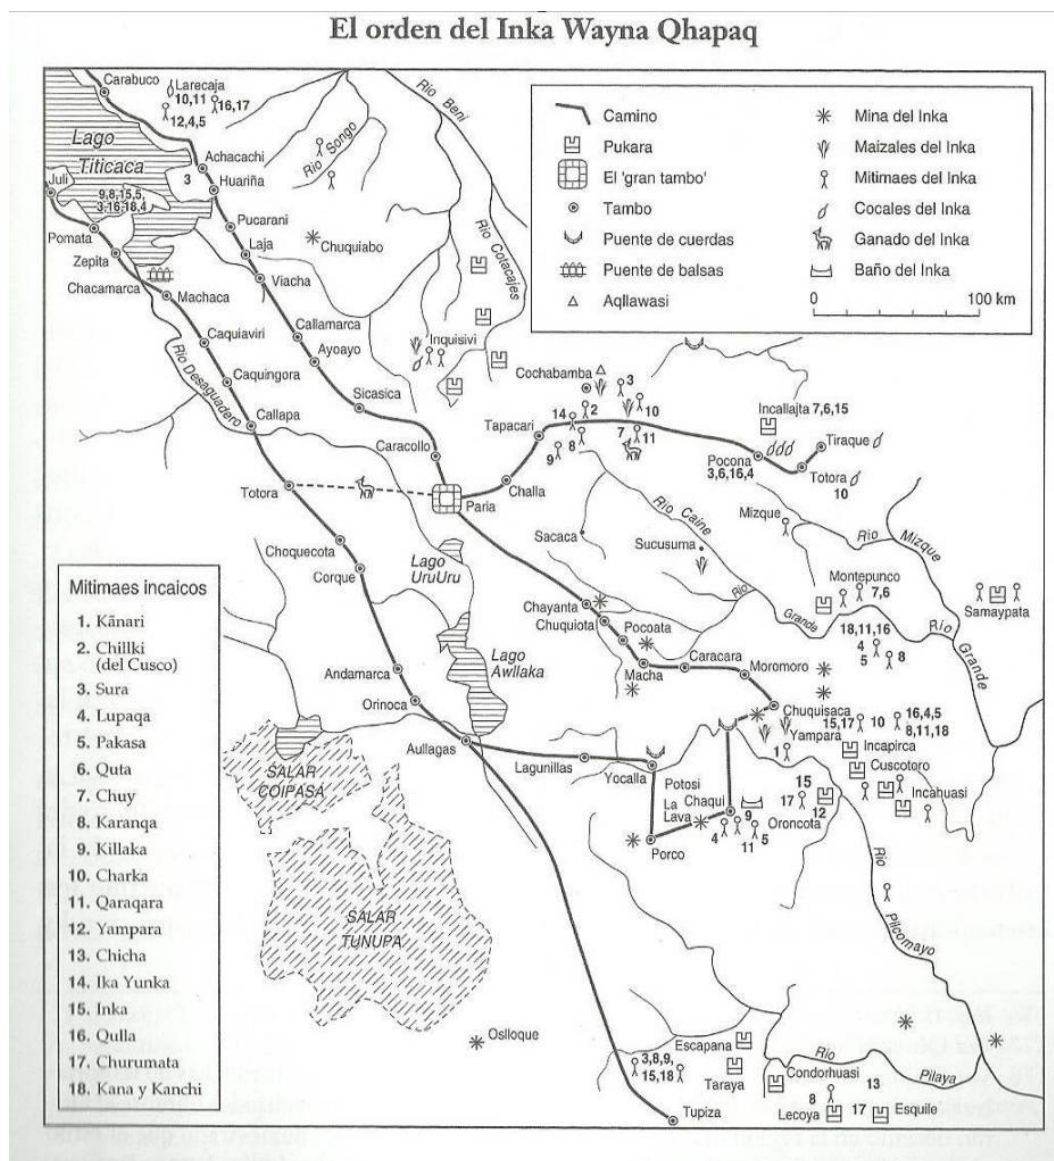 El orden del Inka Wayna Qhapaq
Carabuco
Larecaja
10,11
16,17
12,4,5
Lago
Titicaca
Achacachi
3
Huariña
Juli
9,8,15,5,
3-16-18,4
Pomata
Pucarani
Laja
Zepita
Chacamarca
Machaca
Viacha
Chuquiabo
Rio Songo
Rio Beni
Rio Cotacajes
Camino
Pukara
El 'gran tambo'
Tambo
Puente de cuerdas
Puente de balsas
Aqllawasi
Mina del Inka
Maizales del Inka
Mitimaes del Inka
Cocales del Inka
Ganado del Inka
Baño del Inka
0
100 km
Caquiaviri
Callamarca
Ayoayo
Inquisivi
Caquingora
Rio Desaguadero
Callapa
Sicasica
Cochabamba
3
14
2
10
Tapacari
8
7
11
9
Incallajta 7,6,15
Tiraque
Pocona
3,6,16,4
Totora
10
Caracollo
Totora
Paria
Challa
Rio Caine
Mizque
Rio
Mizque
Sacaca
Sucusuma
Choquecota
Corque
Lago
UruUru
Montepunco
7,6
Samaypata
Rio
Granda
Rio
Grande
18,11,16
4
5
8
Chayanta
Chuquiota
Pocoata
Macha
Caracara
Moromoro
Lago
Awllaka
Andamarca
Orinoca
Aullagas
Chuquisaca
Yampara
15,17
10
16,4,5
8,11,18
1
Incapirca
Cuscotoro
Incahuasi
Lagunillas
Yocalla
Potosi
La
Lava
Chaqui
9
4
11
5
Oroncota
15
17
12
Porco
SALAR
COIPASA
SALAR
TUNUPA
Rio
Pilcomayo
Oslloque
Escapana
Taraya
3,8,9,
15,18
Tupiza
Rio
Pilaya
Condorhuasi
13
8
Lecoya
17
Esquile
Mitimaes incaicos
1. Kãnari
2. Chillki
(del Cusco)
3. Sura
4. Lupaqa
5. Pakasa
6. Quta
7. Chuy
8. Karanqa
9. Killaka
10. Charka
11. Qaraqara
12. Yampara
13. Chicha
14. Ika Yunka
15. Inka
16. Qulla
17. Churumata
18. Kana y Kanchi